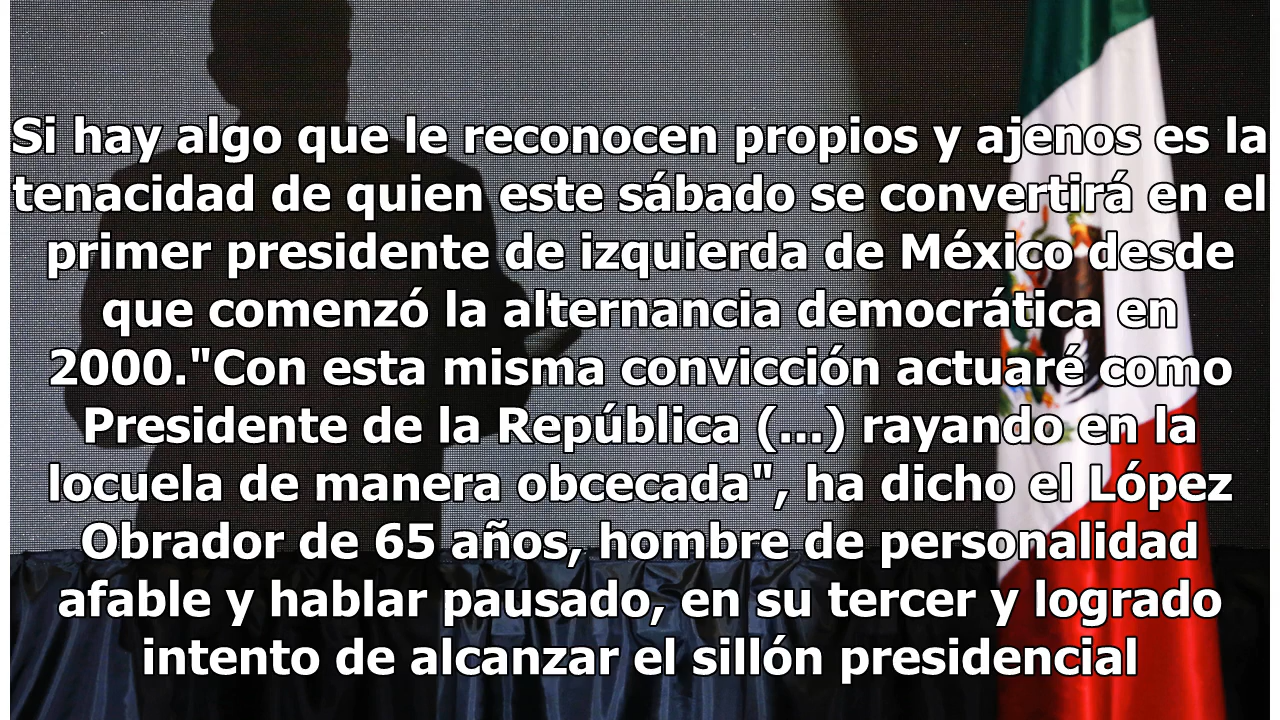 Si hay algo que le reconocen propios y ajenos es la
tenacidad de quien este sábado se convertirá en el
primer presidente de izquierda de México desde
que comenzó la alternancia democrática en
2000."Con esta misma convicción actuaré como
Presidente de la República (...) rayando en la
locuela de manera obcecada", ha dicho el López
Obrador de 65 años, hombre de personalidad
afable y hablar pausado, en su tercer y logrado
intento de alcanzar el sillón presidencial